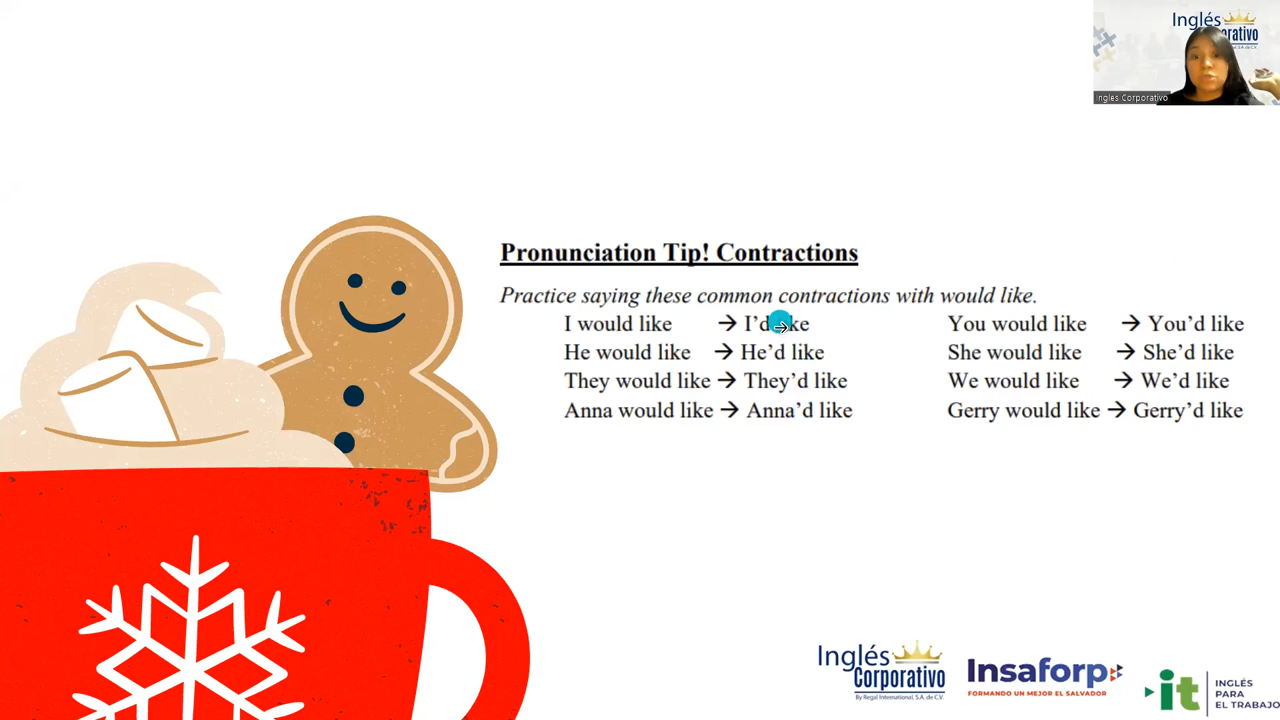 Inglés
orativo
Ingles Corporativo
Pronunciation Tip! Contractions
Practice saying these common contractions with would like.
I would like → I'd like You would like → You'd like
He would like → He'd like She would like → She'd like
They would like → They'd like We would like → We'd like
Anna would like → Anna'd like Gerry would like → Gerry'd like
Inglés
Corporativo
By Regal International, S.A. de C.V.
Insaforp
FORMANDO UN MEJOR EL SALVADOR
it
INGLÉS
PARA
EL TRABAJO